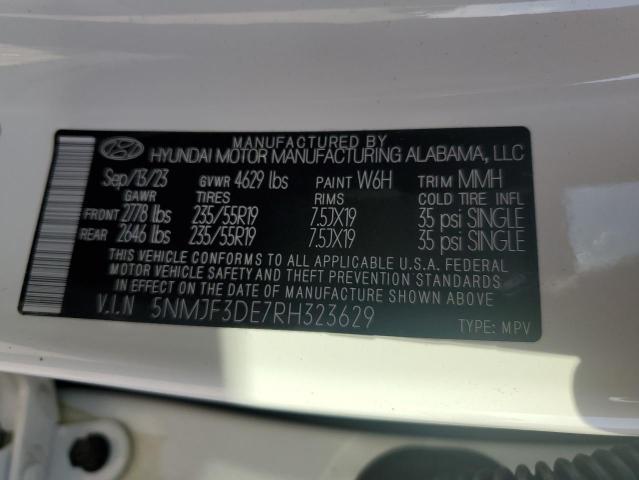 MANUFACTURED BY
HYUNDAI MOTOR MANUFACTURING ALABAMA, LLC
Sep/13/23 GVWR 4629 lbs PAINT W6H TRIM MMH
GAWR TIRES RIMS COLD TIRE INFL
FRONT 2778 lbs 235/55R19 7.5JX19 35 psi SINGLE
REAR 2646 lbs 235/55R19 7.5JX19 35 psi SINGLE
THIS VEHICLE CONFORMS TO ALL APPLICABLE U.S.A. FEDERAL
MOTOR VEHICLE SAFETY AND THEFT PREVENTION STANDARDS
IN EFFECT ON THE DATE OF MANUFACTURE SHOWN ABOVE.
V.I.N 5NMJF3DE7RH323629
TYPE: MPV